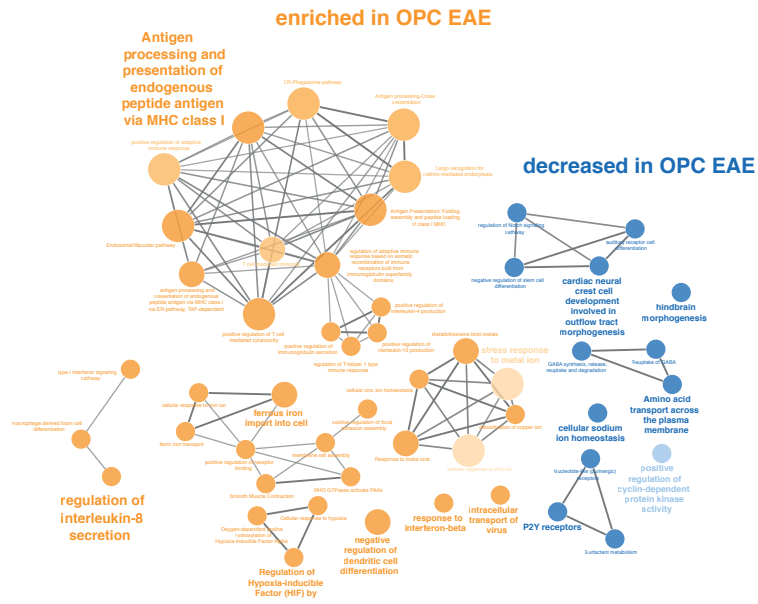 enriched in OPC EAE
Antigen
processing and
presentation of
endogenous
peptide antigen
via MHC class I
ER-Phagosome pathway
Antigen processing-Cross
presentation
positive regulation of adaptive
immune response
Cargo recognition for
clathrin-mediated endocytosis
Antigen Presentation: Folding,
assembly and peptide loading
of class I MHC
Endosomal/Vacuolar pathway
T cell mediated immunity
regulation of adaptive immune
response based on somatic
recombination of immune
receptors built from
immunoglobulin superfamily
domains
antigen processing and
presentation of endogenous
peptide antigen via MHC class I
via ER pathway, TAP-dependent
positive regulation of T cell
mediated cytotoxicity
positive regulation of
interleukin-4 production
positive regulation of
immunoglobulin secretion
positive regulation of
interleukin-13 production
regulation of T-helper 1 type
immune response
decreased in OPC EAE
regulation of Notch signaling
pathway
auditory receptor cell
differentiation
negative regulation of stem cell
differentiation
cardiac neural
crest cell
development
involved in
outflow tract
morphogenesis
hindbrain
morphogenesis
GABA synthesis, release,
reuptake and degradation
Reuptake of GABA
Amino acid
transport across
the plasma
membrane
cellular sodium
ion homeostasis
positive
regulation of
cyclin-dependent
protein kinase
activity
Nucleotide-like (purinergic)
receptors
P2Y receptors
Surfactant metabolism
Metallothioneins bind metals
stress response
to metal ion
cellular zinc ion homeostasis
detoxification of copper ion
Response to metal ions
cellular response to zinc ion
type I interferon signaling
pathway
macrophage derived foam cell
differentiation
regulation of
interleukin-8
secretion
cellular response to iron ion
ferrous iron
import into cell
ferric iron transport
positive regulation of receptor
binding
positive regulation of focal
adhesion assembly
membrane raft assembly
Smooth Muscle Contraction
RHO GTPases activate PAKs
Cellular response to hypoxia
Oxygen-dependent proline
hydroxylation of
Hypoxia-inducible Factor Alpha
Regulation of
Hypoxia-inducible
Factor (HIF) by
negative
regulation of
dendritic cell
differentiation
response to
interferon-beta
intracellular
transport of
virus